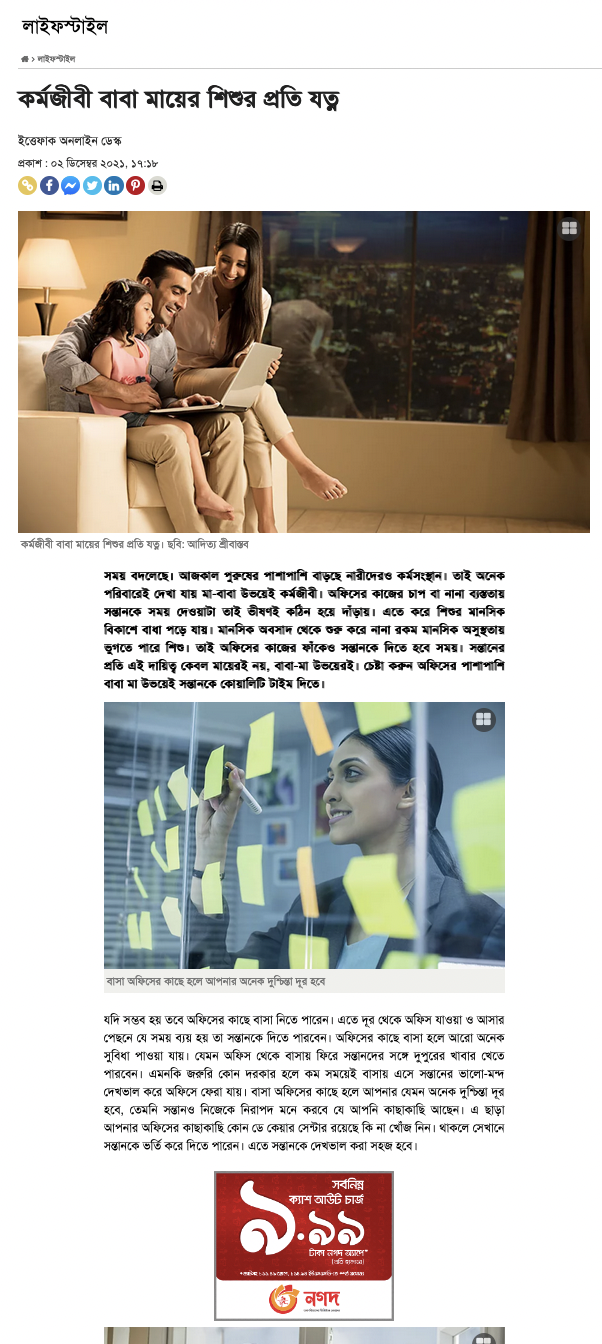 লাইফস্টাইল
লাইফস্টাইল
কর্মজীবী বাবা মায়ের শিশুর প্রতি যত্ন
ইত্তেফাক অনলাইন ডেস্ক
প্রকাশ : ০২ ডিসেম্বর ২০২১, ১৭:১৮
কর্মজীবী বাবা মায়ের শিশুর প্রতি যত্ন। ছবি: আদিত্য শ্রীবাস্তব
সময় বদলেছে। আজকাল পুরুষের পাশাপাশি বাড়ছে নারীদেরও কর্মসংস্থান। তাই অনেক
পরিবারেই দেখা যায় মা-বাবা উভয়েই কর্মজীবী। অফিসের কাজের চাপ বা নানা ব্যস্ততায়
সন্তানকে সময় দেওয়াটা তাই ভীষণই কঠিন হয়ে দাঁড়ায়। এতে করে শিশুর মানসিক
বিকাশে বাধা পড়ে যায়। মানসিক অবসাদ থেকে শুরু করে নানা রকম মানসিক অসুস্থতায়
ভূগতে পারে শিশু। তাই অফিসের কাজের ফাঁকেও সন্তানকে দিতে হবে সময়। সন্তানের
প্রতি এই দায়িত্ব কেবল মায়েরই নয়, বাবা-মা উভয়েরই। চেষ্টা করুন অফিসের পাশাপাশি
বাবা মা উভয়েই সন্তানকে কোয়ালিটি টাইম দিতে।
বাসা অফিসের কাছে হলে আপনার অনেক দুশ্চিন্তা দূর হবে
যদি সম্ভব হয় তবে অফিসের কাছে বাসা নিতে পারেন। এতে দূর থেকে অফিস যাওয়া ও আসার
পেছনে যে সময় ব্যয় হয় তা সন্তানকে দিতে পারবেন। অফিসের কাছে বাসা হলে আরো অনেক
সুবিধা পাওয়া যায়। যেমন অফিস থেকে বাসায় ফিরে সন্তানদের সঙ্গে দুপুরের খাবার খেতে
পারবেন। এমনকি জরুরি কোন দরকার হলে কম সময়েই বাসায় এসে সন্তানের ভালো-মন্দ
দেখভাল করে অফিসে ফেরা যায়। বাসা অফিসের কাছে হলে আপনার যেমন অনেক দুশ্চিন্তা দূর
হবে, তেমনি সন্তানও নিজেকে নিরাপদ মনে করবে যে আপনি কাছাকাছি আছেন। এ ছাড়া
আপনার অফিসের কাছাকাছি কোন ডে কেয়ার সেন্টার রয়েছে কি না খোঁজ নিন। থাকলে সেখানে
সন্তানকে ভর্তি করে দিতে পারেন। এতে সন্তানকে দেখভাল করা সহজ হবে।
সর্বনিম্ন
ক্যাশ আউট চার্জ
৯.৯৯
টাকা নগদ অ্যাপে*
(প্রতি হাজারে)
নগদ